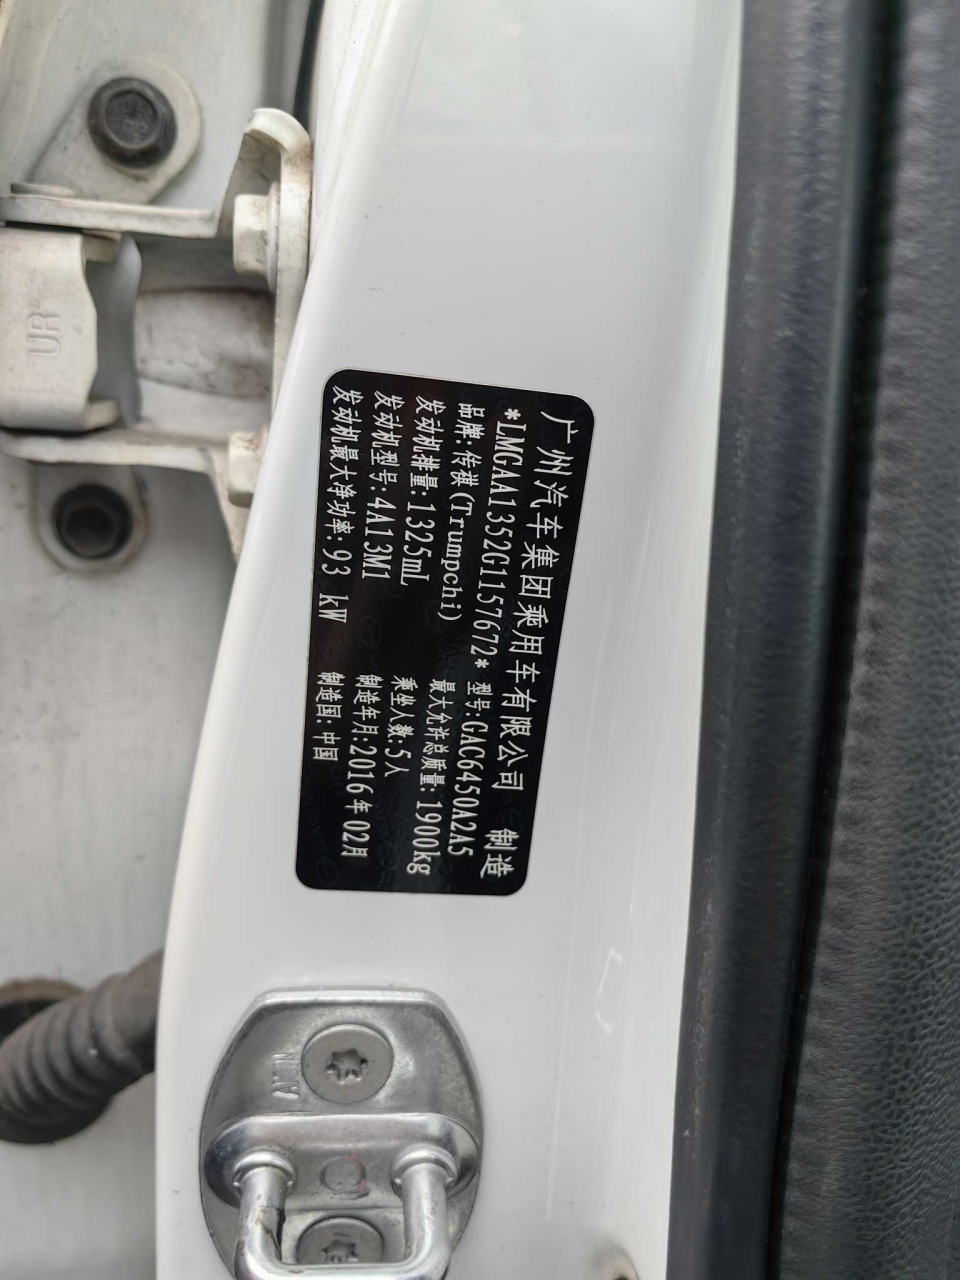 广州汽车集团乘用车有限公司 制造
*LMGAA1352G1157672* 型号:GAC6450A2A5
品牌:传祺(Trumpchi) 最大允许总质量:1900kg
发动机排量:1325mL 乘坐人数:5人
发动机型号:4A13M1 制造年月:2016年02月
发动机最大净功率:93 kW 制造国:中国
UR